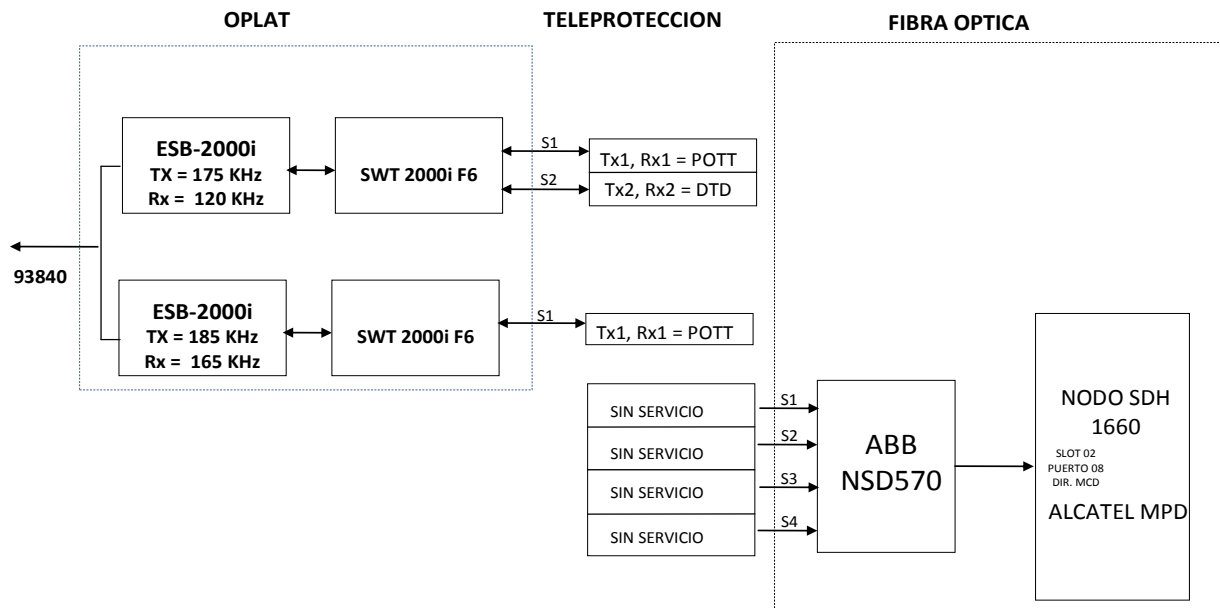 OPLAT
TELEPROTECCION
FIBRA OPTICA
ESB-2000i
TX = 175 KHz
Rx = 120 KHz
SWT 2000i F6
S1
S2
Tx1, Rx1 = POTT
Tx2, Rx2 = DTD
93840
ESB-2000i
TX = 185 KHz
Rx = 165 KHz
SWT 2000i F6
S1
Tx1, Rx1 = POTT
SIN SERVICIO
SIN SERVICIO
SIN SERVICIO
SIN SERVICIO
S1
S2
S3
S4
ABB
NSD570
NODO SDH
1660
SLOT 02
PUERTO 08
DIR. MCD
ALCATEL MPD